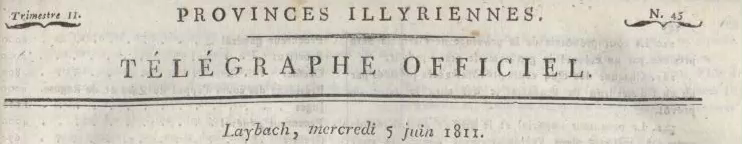 Trimestre II.
PROVINCES ILLYRIENNES.
N. 45
TÉLÉGRAPHE OFFICIEL.
Laybach, mercredi 5 juin 1811.